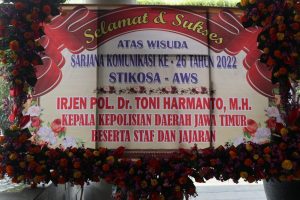 Selamat & Sukses
ATAS WISUDA
SARJANA KOMUNIKASI KE - 26 TAHUN 2022
STIKOSA - AWS
IRJEN POL. Dr. TONI HARMANTO, M.H.
KEPALA KEPOLISIAN DAERAH JAWA TIMUR
BESERTA STAF DAN JAJARAN